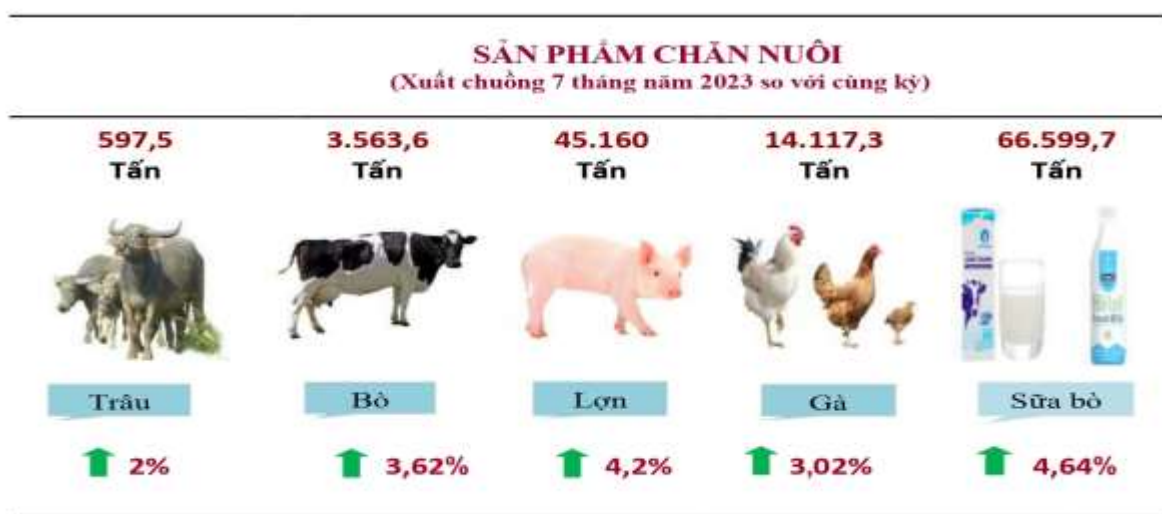 SẢN PHẨM CHĂN NUÔI
(Xuất chuồng 7 tháng năm 2023 so với cùng kỳ)
597,5 3.563,6 45.160 14.117,3 66.599,7
Tấn Tấn Tấn Tấn Tấn
Trâu Bò Lợn Gà Sữa bò
2% 3,62% 4,2% 3,02% 4,64%